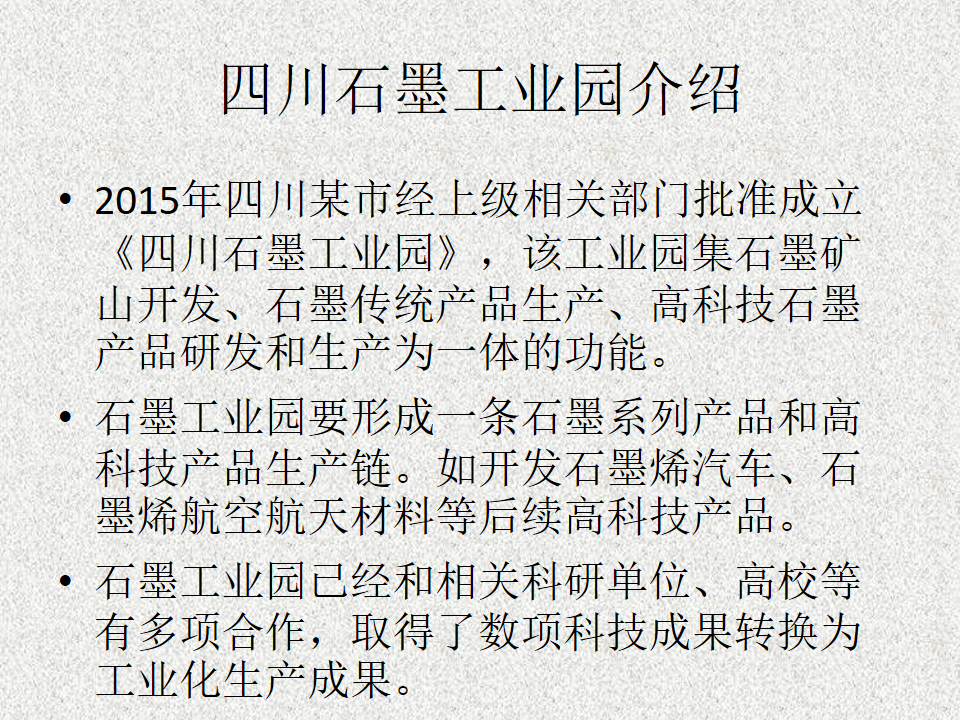 四川石墨工业园介绍
• 2015年四川某市经上级相关部门批准成立
《四川石墨工业园》，该工业园集石墨矿
山开发、石墨传统产品生产、高科技石墨
产品研发和生产为一体的功能。
• 石墨工业园要形成一条石墨系列产品和高
科技产品生产链。如开发石墨烯汽车、石
墨烯航空航天材料等后续高科技产品。
• 石墨工业园已经和相关科研单位、高校等
有多项合作，取得了数项科技成果转换为
工业化生产成果。